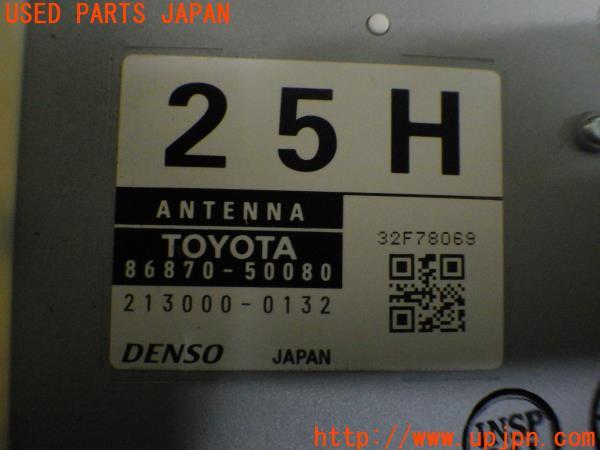 USED PARTS JAPAN
25H
ANTENNA
TOYOTA
86870-50080
32F78069
213000-0132
DENSO JAPAN
INSP
http://www.upjpn.com